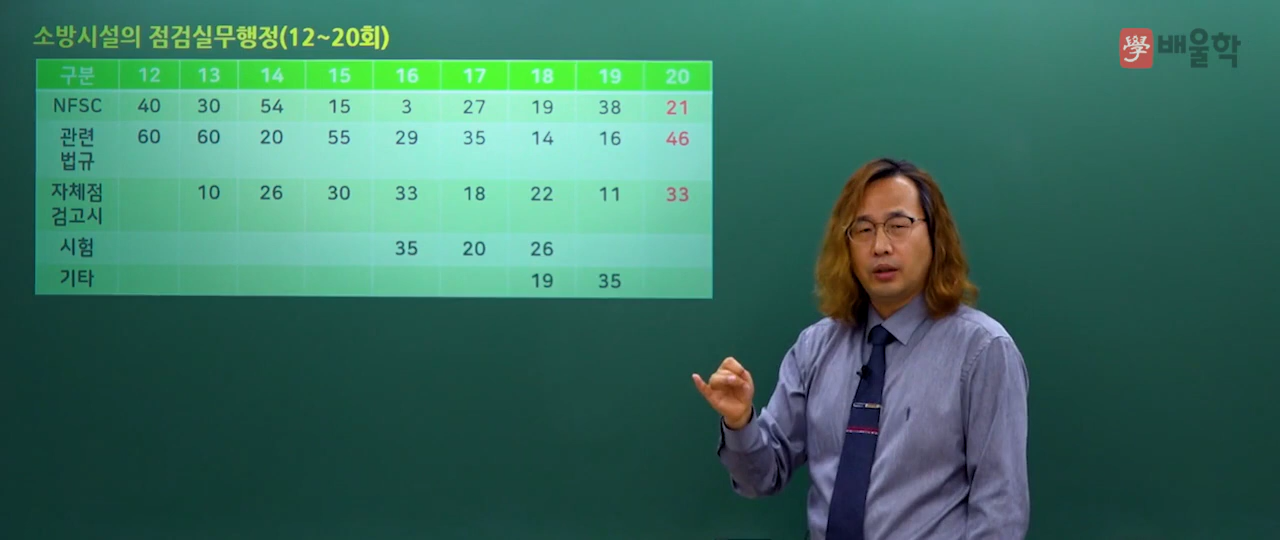 소방시설의 점검실무행정(12~20회)
學 배울학
구분 12 13 14 15 16 17 18 19 20
NFSC 40 30 54 15 3 27 19 38 21
관련 60 60 20 55 29 35 14 16 46
법규
자체점 10 26 30 33 18 22 11 33
검고시
시험 35 20 26
기타 19 35